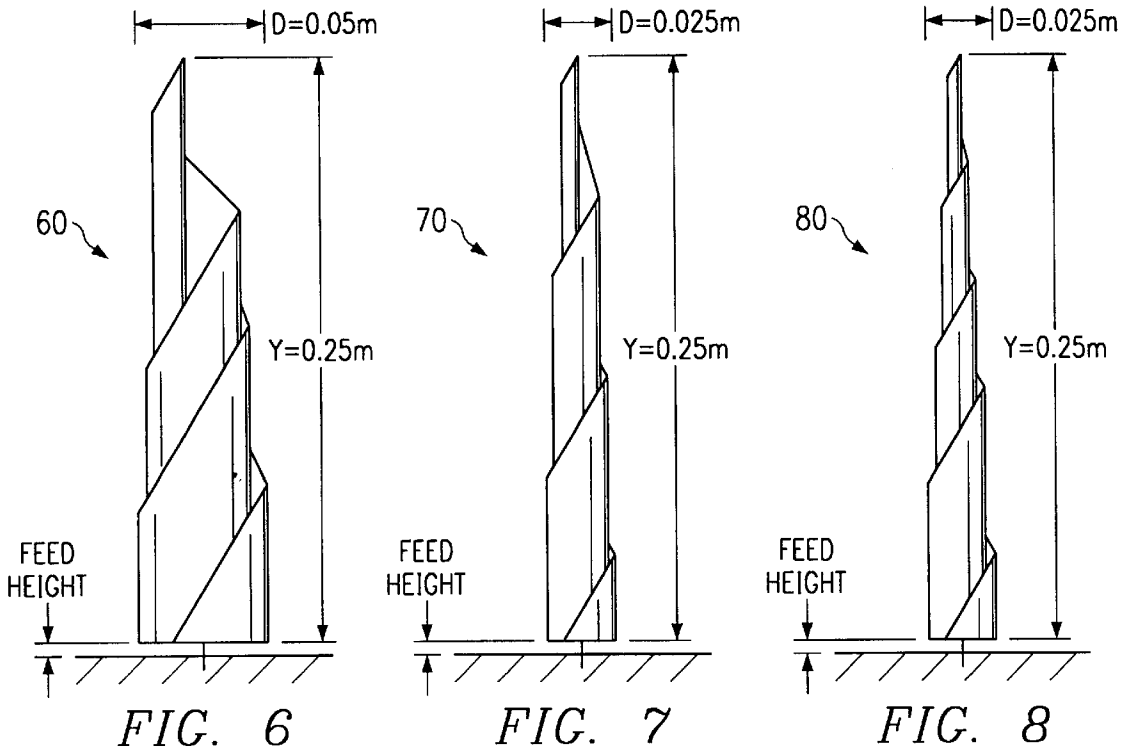 D=0.05m
60
Y=0.25m
FEED
HEIGHT
FIG. 6
D=0.025m
70
Y=0.25m
FEED
HEIGHT
FIG. 7
D=0.025m
80
Y=0.25m
FEED
HEIGHT
FIG. 8